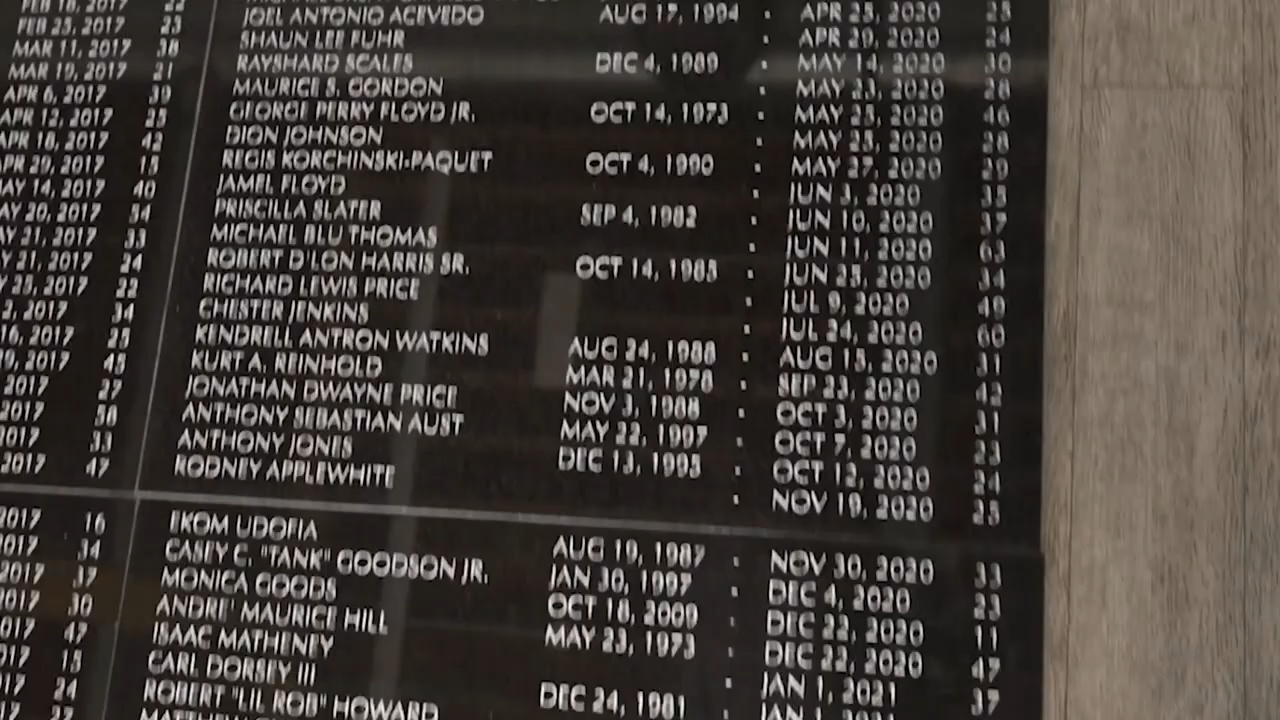 FEB 23, 2017 23
MAR 11, 2017 38
MAR 19, 2017 21
APR 6, 2017 39
APR 12, 2017 25
APR 18, 2017 42
APR 29, 2017 15
AY 14, 2017 40
AY 20, 2017 34
Y 21, 2017 33
Y 21, 2017 24
Y 25, 2017 22
2, 2017 34
16, 2017 25
19, 2017 45
2017 27
2017 58
2017 33
2017 47
2017 16
2017 34
2017 37
2017 30
017 47
17 15
17 24
JOEL ANTONIO ACEVEDO AUG 17, 1994 · APR 25, 2020 25
SHAUN LEE FUHR · APR 29, 2020 24
RAYSHARD SCALES DEC 4, 1989 · MAY 14, 2020 30
MAURICE S. GORDON · MAY 23, 2020 28
GEORGE PERRY FLOYD JR. OCT 14, 1973 · MAY 25, 2020 46
DION JOHNSON · MAY 25, 2020 28
REGIS KORCHINSKI-PAQUET OCT 4, 1990 · MAY 27, 2020 29
JAMEL FLOYD · JUN 3, 2020 35
PRISCILLA SLATER SEP 4, 1982 · JUN 10, 2020 37
MICHAEL BLU THOMAS · JUN 11, 2020 63
ROBERT D'LON HARRIS SR. OCT 14, 1985 · JUN 25, 2020 34
RICHARD LEWIS PRICE · JUL 9, 2020 49
CHESTER JENKINS · JUL 24, 2020 60
KENDRELL ANTRON WATKINS AUG 24, 1988 · AUG 15, 2020 31
KURT A. REINHOLD MAR 21, 1978 · SEP 23, 2020 42
JONATHAN DWAYNE PRICE NOV 3, 1988 · OCT 3, 2020 31
ANTHONY SEBASTIAN AUST MAY 22, 1997 · OCT 7, 2020 23
ANTHONY JONES DEC 13, 1995 · OCT 12, 2020 24
RODNEY APPLEWHITE · NOV 19, 2020 25
EKOM UDOFIA AUG 19, 1987 · NOV 30, 2020 33
CASEY C. "TANK" GOODSON JR. JAN 30, 1997 · DEC 4, 2020 23
MONICA GOODS OCT 18, 2009 · DEC 22, 2020 11
ANDRE' MAURICE HILL MAY 23, 1973 · DEC 22, 2020 47
ISAAC MATHENEY · JAN 1, 2021 37
CARL DORSEY III DEC 24, 1981 · JAN 1, 2021
ROBERT "LIL ROB" HOWARD